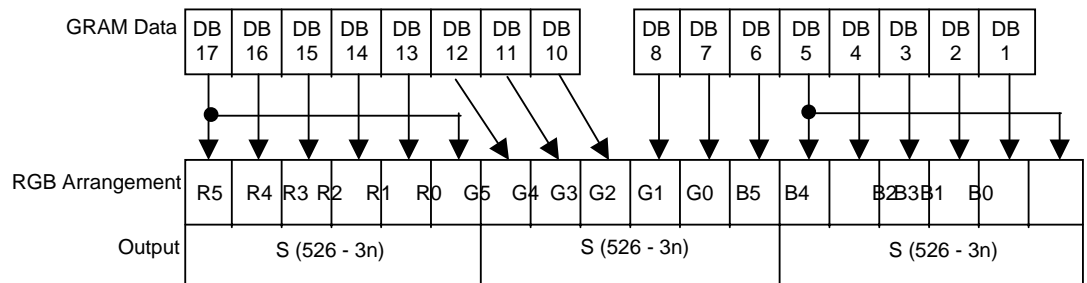 GRAM Data DB 17 DB 16 DB 15 DB 14 DB 13 DB 12 DB 11 DB 10 DB 8 DB 7 DB 6 DB 5 DB 4 DB 3 DB 2 DB 1
RGB Arrangement R5 R4 R3 R2 R1 R0 G5 G4 G3 G2 G1 G0 B5 B4 B2 B3 B1 B0
Output S (526 - 3n) S (526 - 3n) S (526 - 3n)